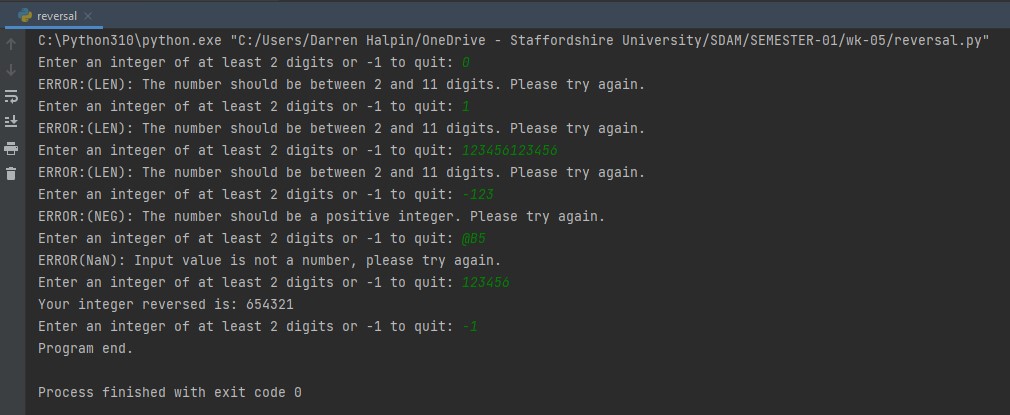 reversal
C:\Python310\python.exe "C:/Users/Darren Halpin/OneDrive - Staffordshire University/SDAM/SEMESTER-01/wk-05/reversal.py"
Enter an integer of at least 2 digits or -1 to quit: 0
ERROR:(LEN): The number should be between 2 and 11 digits. Please try again.
Enter an integer of at least 2 digits or -1 to quit: 1
ERROR:(LEN): The number should be between 2 and 11 digits. Please try again.
Enter an integer of at least 2 digits or -1 to quit: 123456123456
ERROR:(LEN): The number should be between 2 and 11 digits. Please try again.
Enter an integer of at least 2 digits or -1 to quit: -123
ERROR:(NEG): The number should be a positive integer. Please try again.
Enter an integer of at least 2 digits or -1 to quit: @B5
ERROR(NaN): Input value is not a number, please try again.
Enter an integer of at least 2 digits or -1 to quit: 123456
Your integer reversed is: 654321
Enter an integer of at least 2 digits or -1 to quit: -1
Program end.
Process finished with exit code 0